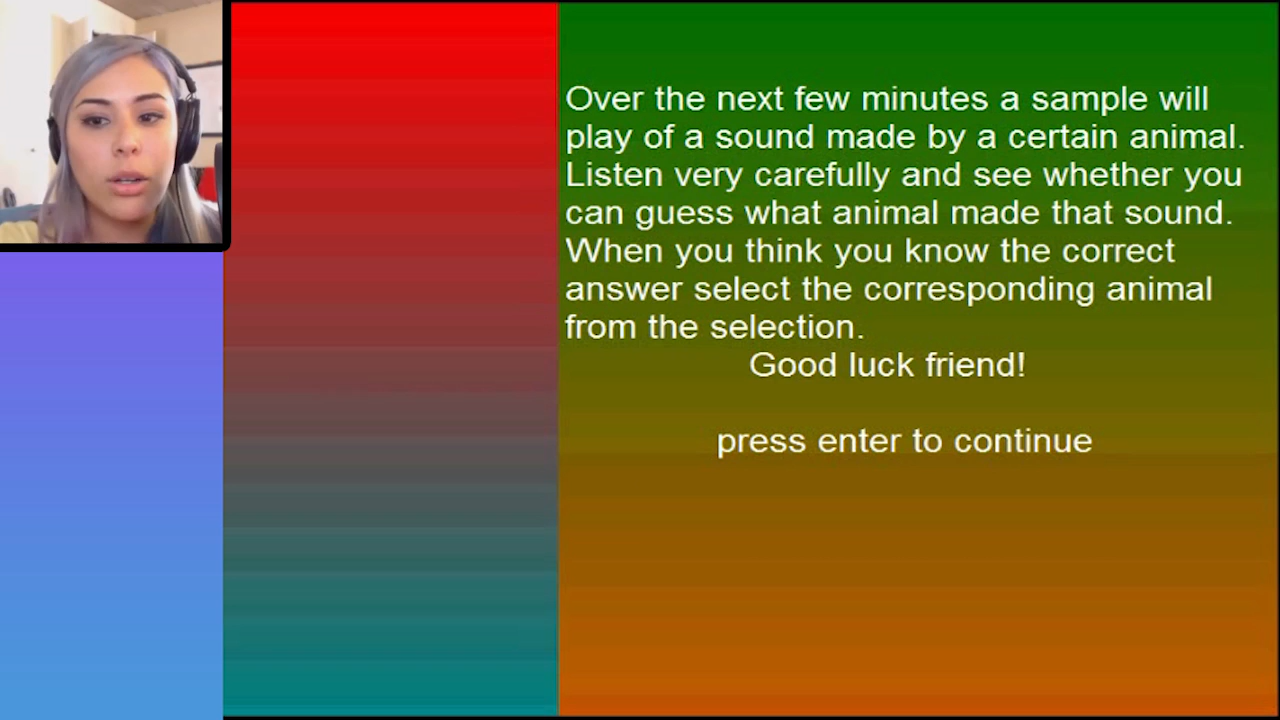 Over the next few minutes a sample will
play of a sound made by a certain animal.
Listen very carefully and see whether you
can guess what animal made that sound.
When you think you know the correct
answer select the corresponding animal
from the selection.
Good luck friend!
press enter to continue